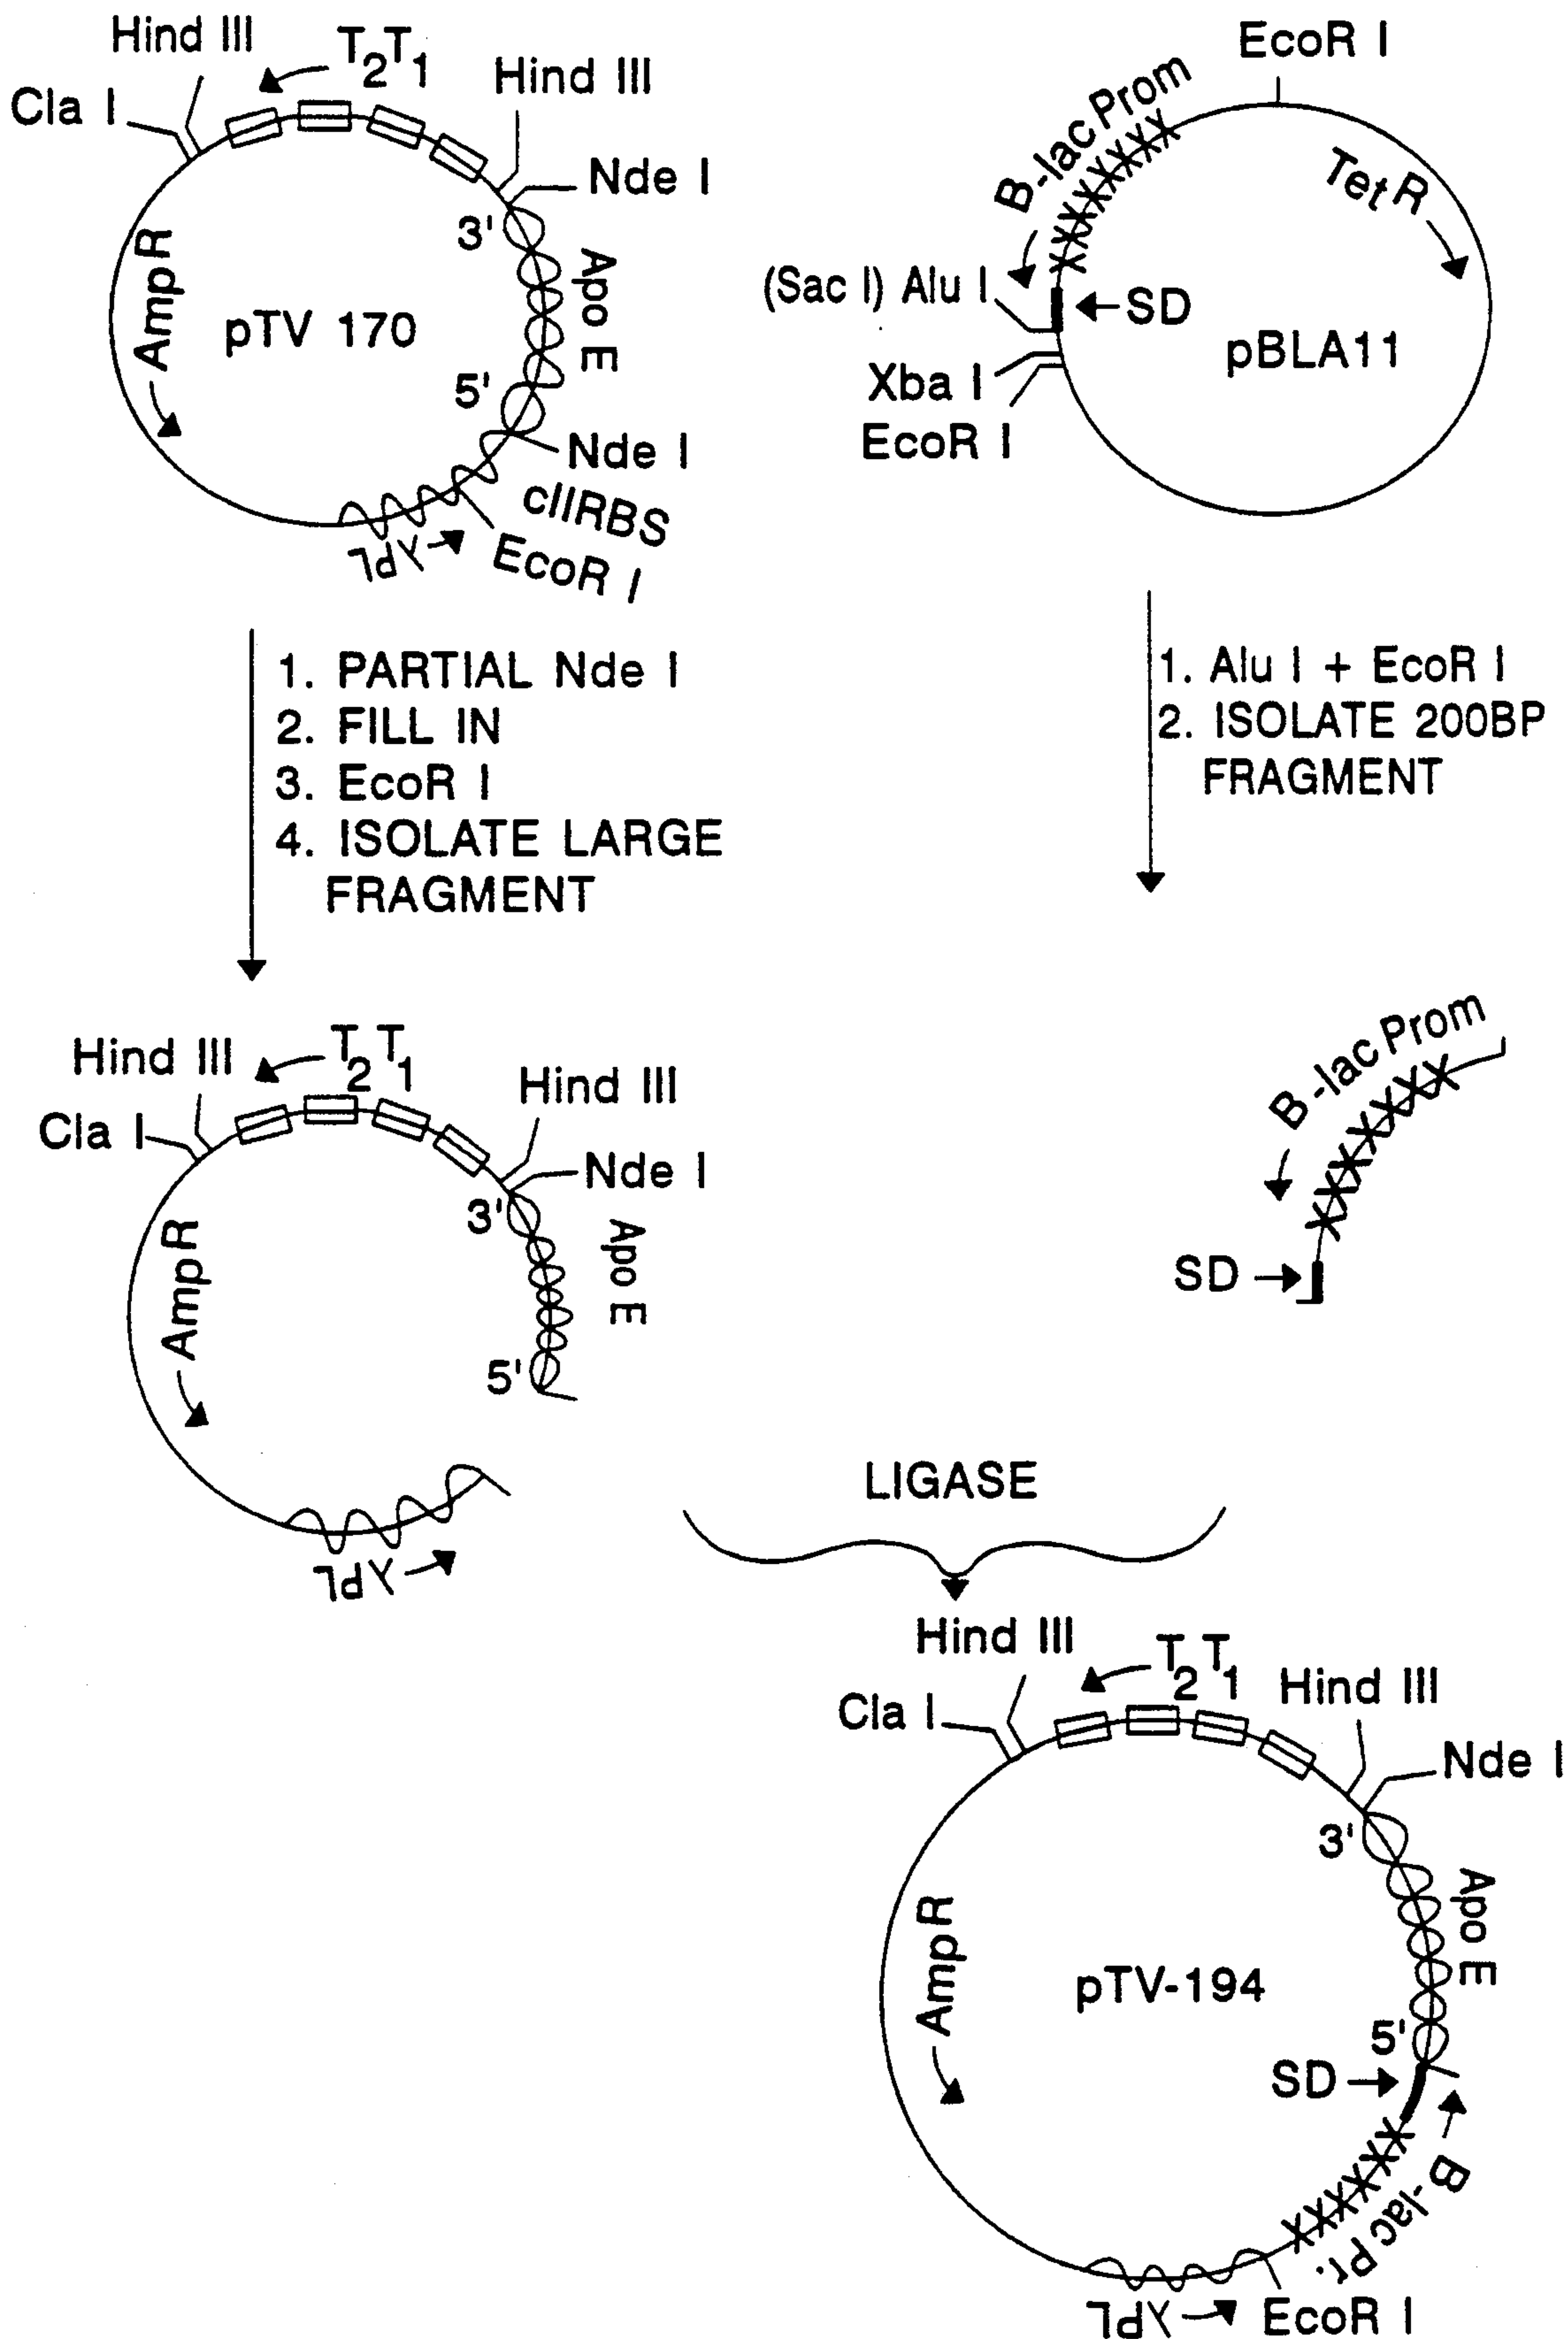 Hind III
T2T1
Hind III
Cla I
Nde I
3'
Apo E
AmpR
pTV 170
5'
Nde I
cIIRBS
λPL
EcoR I
EcoR I
B-lac Prom
TetR
(Sac I) Alu I
SD
pBLA11
Xba I
EcoR I
1. PARTIAL Nde I
2. FILL IN
3. EcoR I
4. ISOLATE LARGE
FRAGMENT
1. Alu I + EcoR I
2. ISOLATE 200BP
FRAGMENT
Hind III
T2T1
Hind III
Cla I
Nde I
3'
Apo E
AmpR
5'
λPL
B-lac Prom
SD
LIGASE
Hind III
T2T1
Hind III
Cla I
Nde I
3'
Apo E
AmpR
pTV-194
5'
SD
B-lac Pr.
λPL
EcoR I